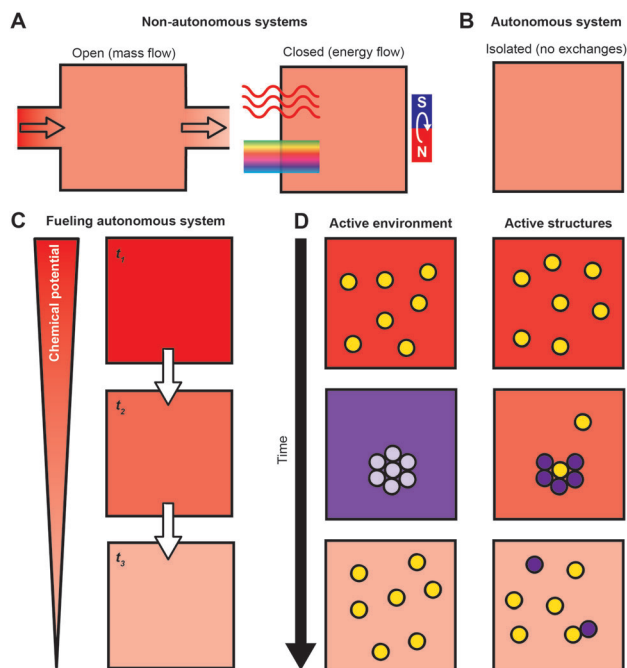 A
Non-autonomous systems
B
Autonomous system
Open (mass flow)
Closed (energy flow)
Isolated (no exchanges)
S
N
C
Fueling autonomous system
D
Active environment
Active structures
Chemical potential
t₁
t₂
t₃
Time